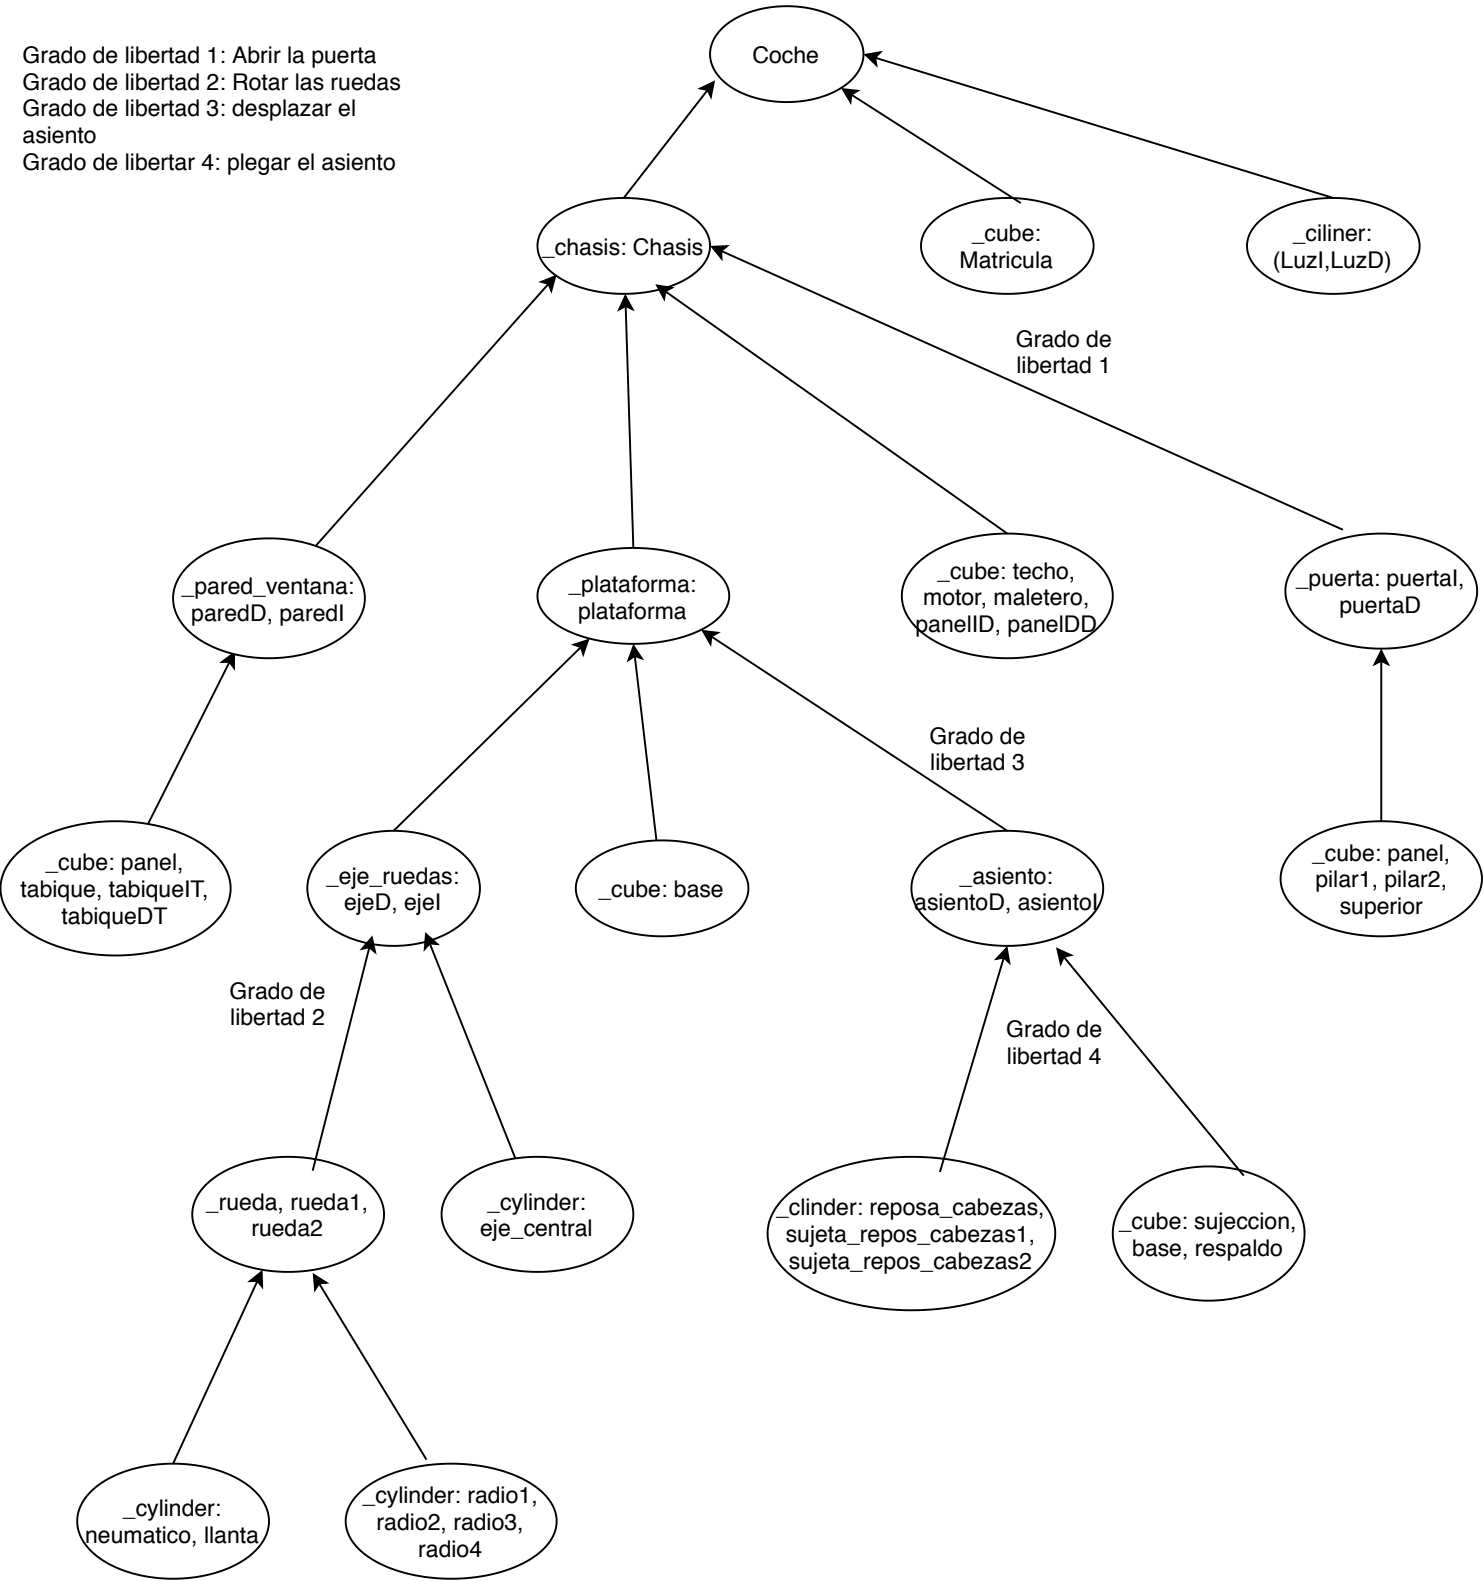 Grado de libertad 1: Abrir la puerta
Grado de libertad 2: Rotar las ruedas
Grado de libertad 3: desplazar el
asiento
Grado de libertar 4: plegar el asiento
Coche
_chasis: Chasis
_cube:
Matricula
_ciliner:
(LuzI,LuzD)
Grado de
libertad 1
_pared_ventana:
paredD, paredI
_plataforma:
plataforma
_cube: techo,
motor, maletero,
panelID, panelDD
_puerta: puertaI,
puertaD
Grado de
libertad 3
_cube: panel,
tabique, tabiqueIT,
tabiqueDT
_eje_ruedas:
ejeD, ejeI
_cube: base
_asiento:
asientoD, asientoI
_cube: panel,
pilar1, pilar2,
superior
Grado de
libertad 2
Grado de
libertad 4
_rueda, rueda1,
rueda2
_cylinder:
eje_central
_clinder: reposa_cabezas,
sujeta_repos_cabezas1,
sujeta_repos_cabezas2
_cube: sujeccion,
base, respaldo
_cylinder:
neumatico, llanta
_cylinder: radio1,
radio2, radio3,
radio4